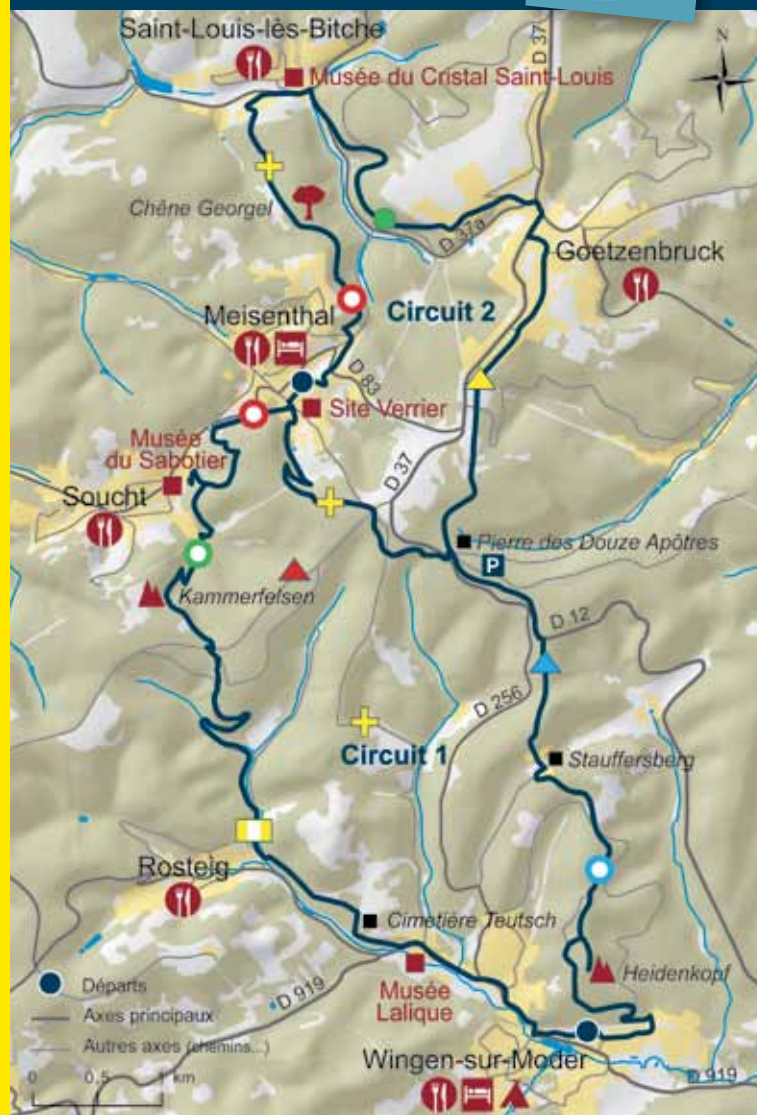 Saint-Louis-lès-Bitche
Musée du Cristal Saint-Louis
D 37
N
Chêne Georgel
D 37a
Goetzenbruck
Circuit 2
Meisenthal
D 83
Site Verrier
Musée
du Sabotier
D 37
Soucht
Pierre des Douze Apôtres
P
Kammerfelsen
D 12
D 256
Circuit 1
Stauffersberg
Rosteig
Cimetière Teutsch
Heidenkopf
Départs
D 919
Musée
Lalique
Axes principaux
Autres axes (chemins...)
Wingen-sur-Moder
0 0,5 1 km
D 919